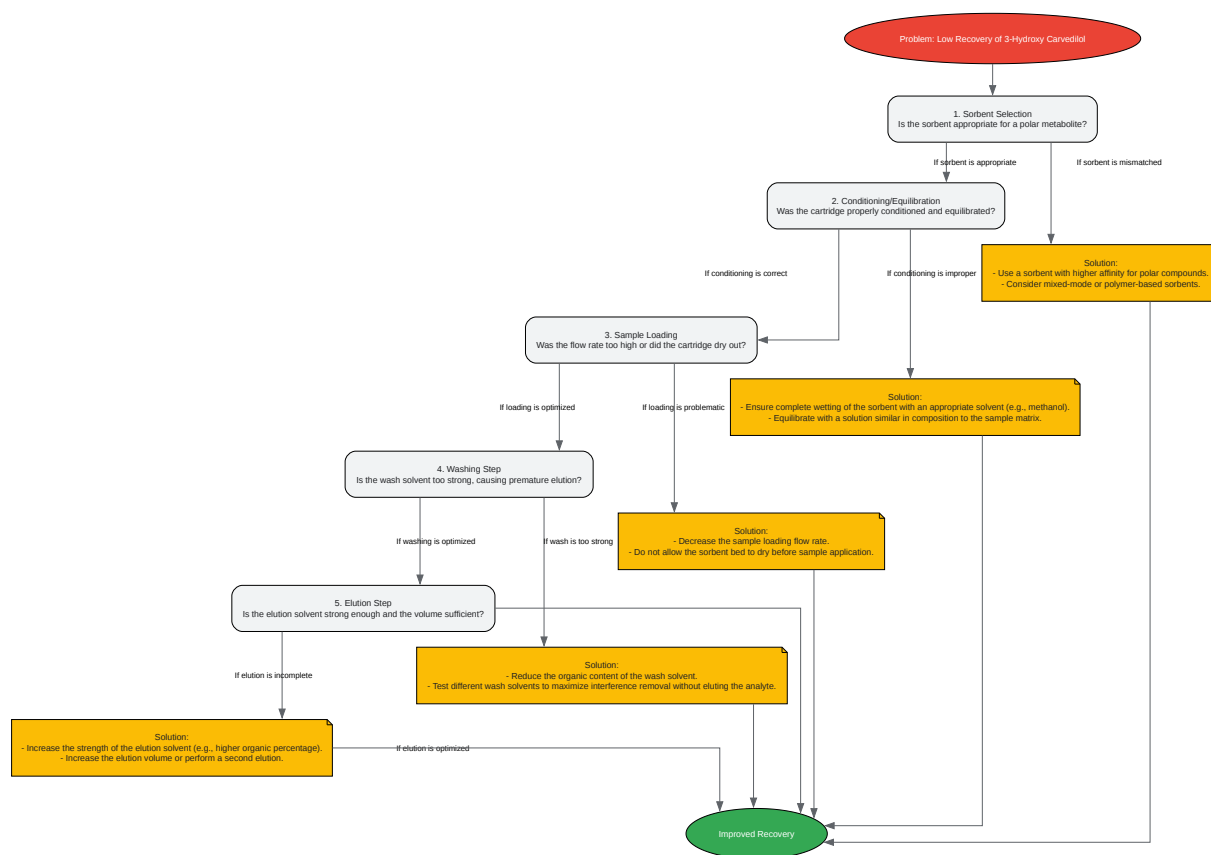 Problem: Low Recovery of 3-Hydroxy Carvedilol
1. Sorbent Selection
Is the sorbent appropriate for a polar metabolite?
If sorbent is appropriate
If sorbent is mismatched
2. Conditioning/Equilibration
Was the cartridge properly conditioned and equilibrated?
If conditioning is correct
If conditioning is improper
Solution:
- Use a sorbent with higher affinity for polar compounds.
- Consider mixed-mode or polymer-based sorbents.
3. Sample Loading
Was the flow rate too high or did the cartridge dry out?
If loading is optimized
If loading is problematic
Solution:
- Ensure complete wetting of the sorbent with an appropriate solvent (e.g., methanol).
- Equilibrate with a solution similar in composition to the sample matrix.
4. Washing Step
Is the wash solvent too strong, causing premature elution?
If washing is optimized
If wash is too strong
Solution:
- Decrease the sample loading flow rate.
- Do not allow the sorbent bed to dry before sample application.
5. Elution Step
Is the elution solvent strong enough and the volume sufficient?
If elution is incomplete
Solution:
- Reduce the organic content of the wash solvent.
- Test different wash solvents to maximize interference removal without eluting the analyte.
Solution:
- Increase the strength of the elution solvent (e.g., higher organic percentage).
- Increase the elution volume or perform a second elution.
If elution is optimized
Improved Recovery